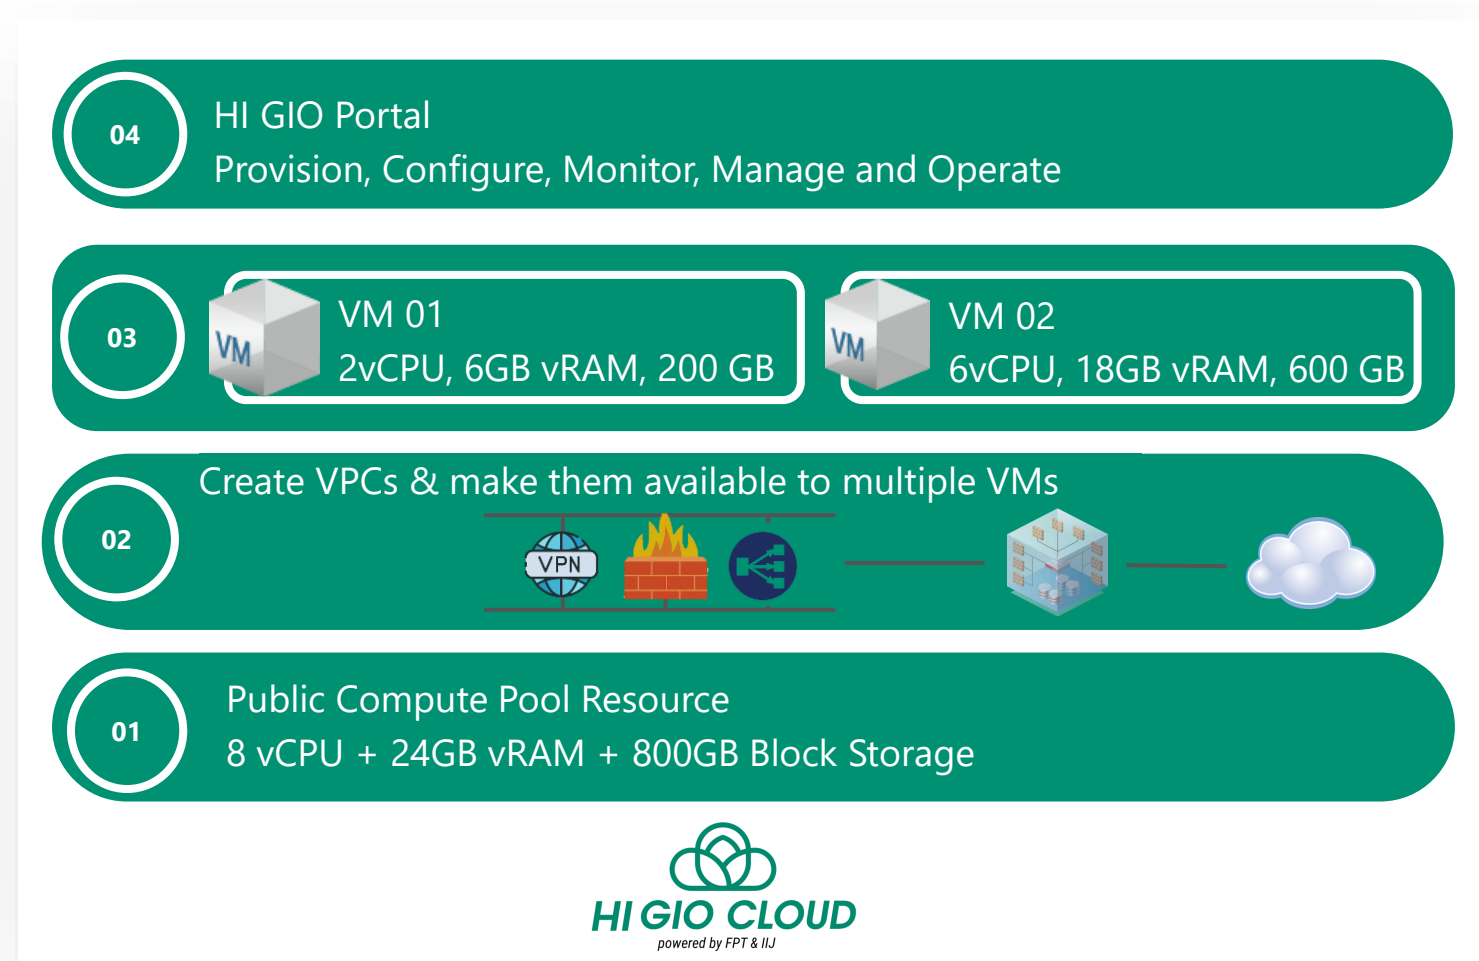 04
HI GIO Portal
Provision, Configure, Monitor, Manage and Operate
03
VM
VM 01
2vCPU, 6GB vRAM, 200 GB
VM
VM 02
6vCPU, 18GB vRAM, 600 GB
02
Create VPCs & make them available to multiple VMs
VPN
01
Public Compute Pool Resource
8 vCPU + 24GB vRAM + 800GB Block Storage
HI GIO CLOUD
powered by FPT & IIJ